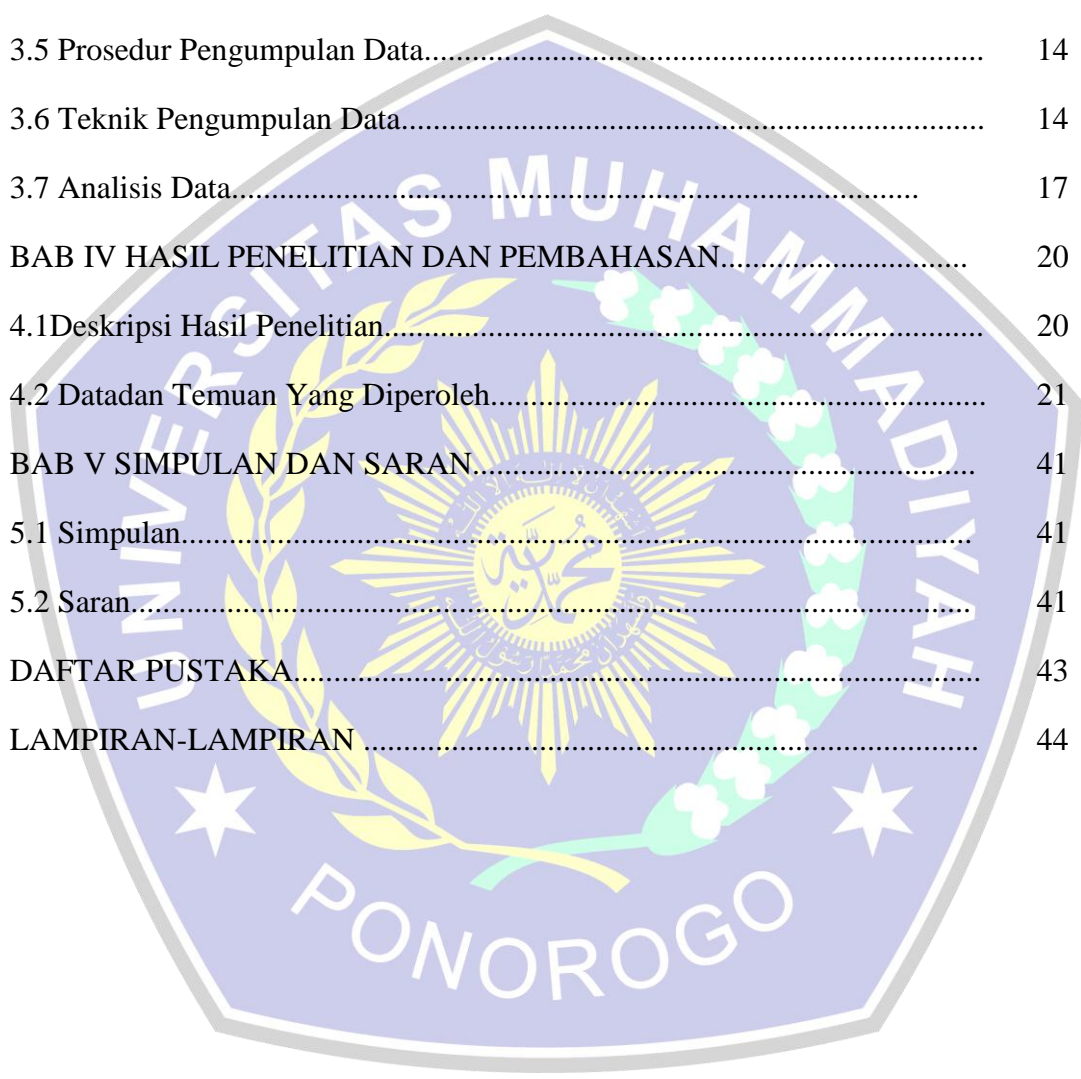 3.5 Prosedur Pengumpulan Data...................................................................... 14
3.6 Teknik Pengumpulan Data......................................................................... 14
3.7 Analisis Data...................................................................................... 17
BAB IV HASIL PENELITIAN DAN PEMBAHASAN............................... 20
4.1Deskripsi Hasil Penelitian........................................................................... 20
4.2 Datadan Temuan Yang Diperoleh.............................................................. 21
BAB V SIMPULAN DAN SARAN............................................................... 41
5.1 Simpulan................................................................................................... 41
5.2 Saran......................................................................................................... 41
DAFTAR PUSTAKA...................................................................................... 43
LAMPIRAN-LAMPIRAN ............................................................................. 44
UNIVERSITAS MUHAMMADIYAH
PONOROGO